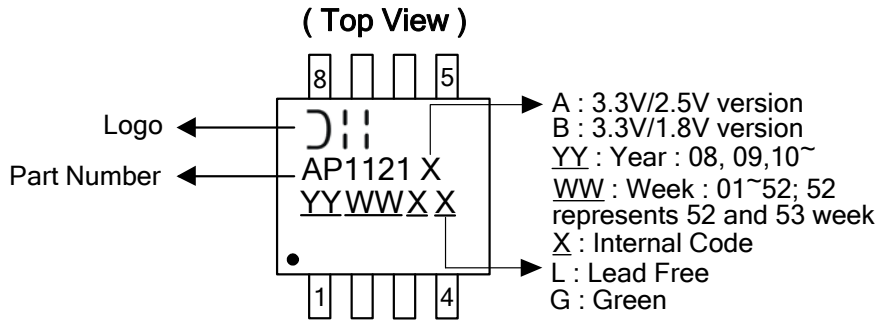 ( Top View )
8 5
Logo
Part Number
AP1121 X
YYWWX X
1 4
A : 3.3V/2.5V version
B : 3.3V/1.8V version
YY : Year : 08, 09,10~
WW : Week : 01~52; 52
represents 52 and 53 week
X : Internal Code
L : Lead Free
G : Green